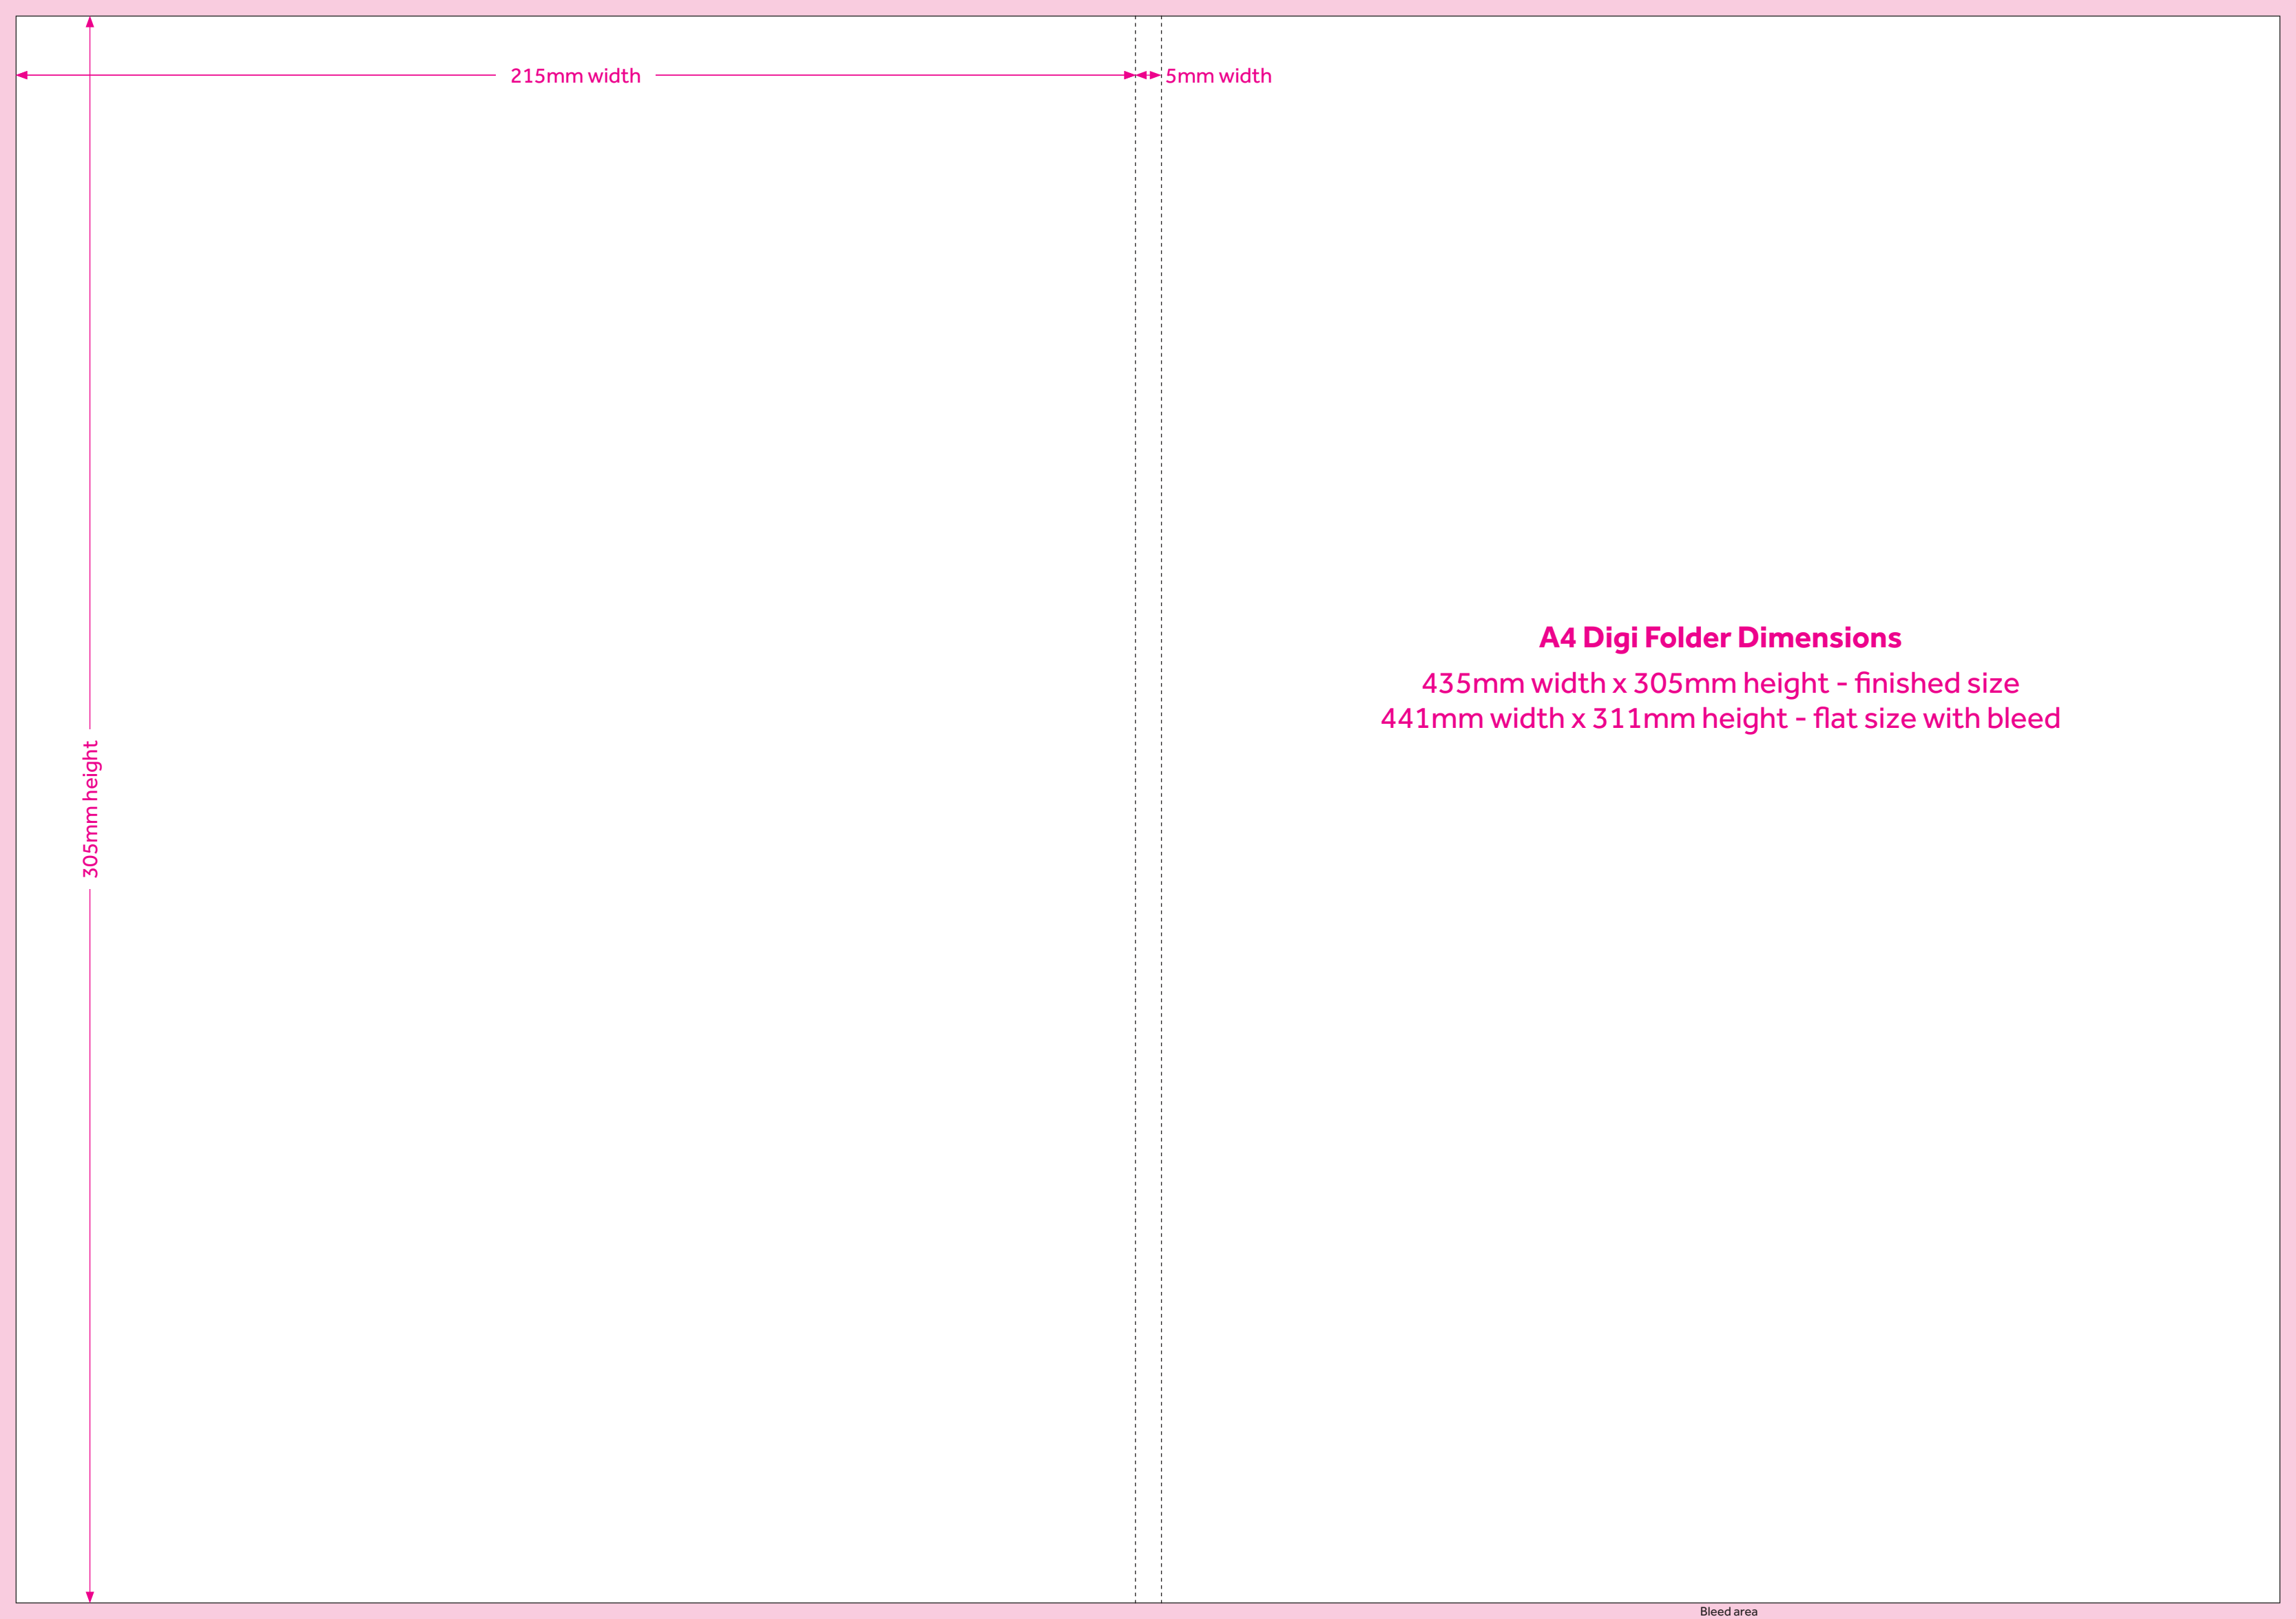 215mm width
5mm width
305mm height
A4 Digi Folder Dimensions
435mm width x 305mm height - finished size
441mm width x 311mm height - flat size with bleed
Bleed area